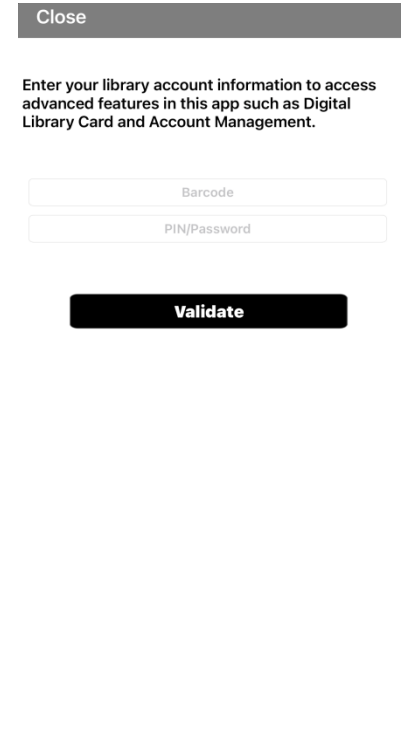 Close
Enter your library account information to access
advanced features in this app such as Digital
Library Card and Account Management.
Barcode
PIN/Password
Validate